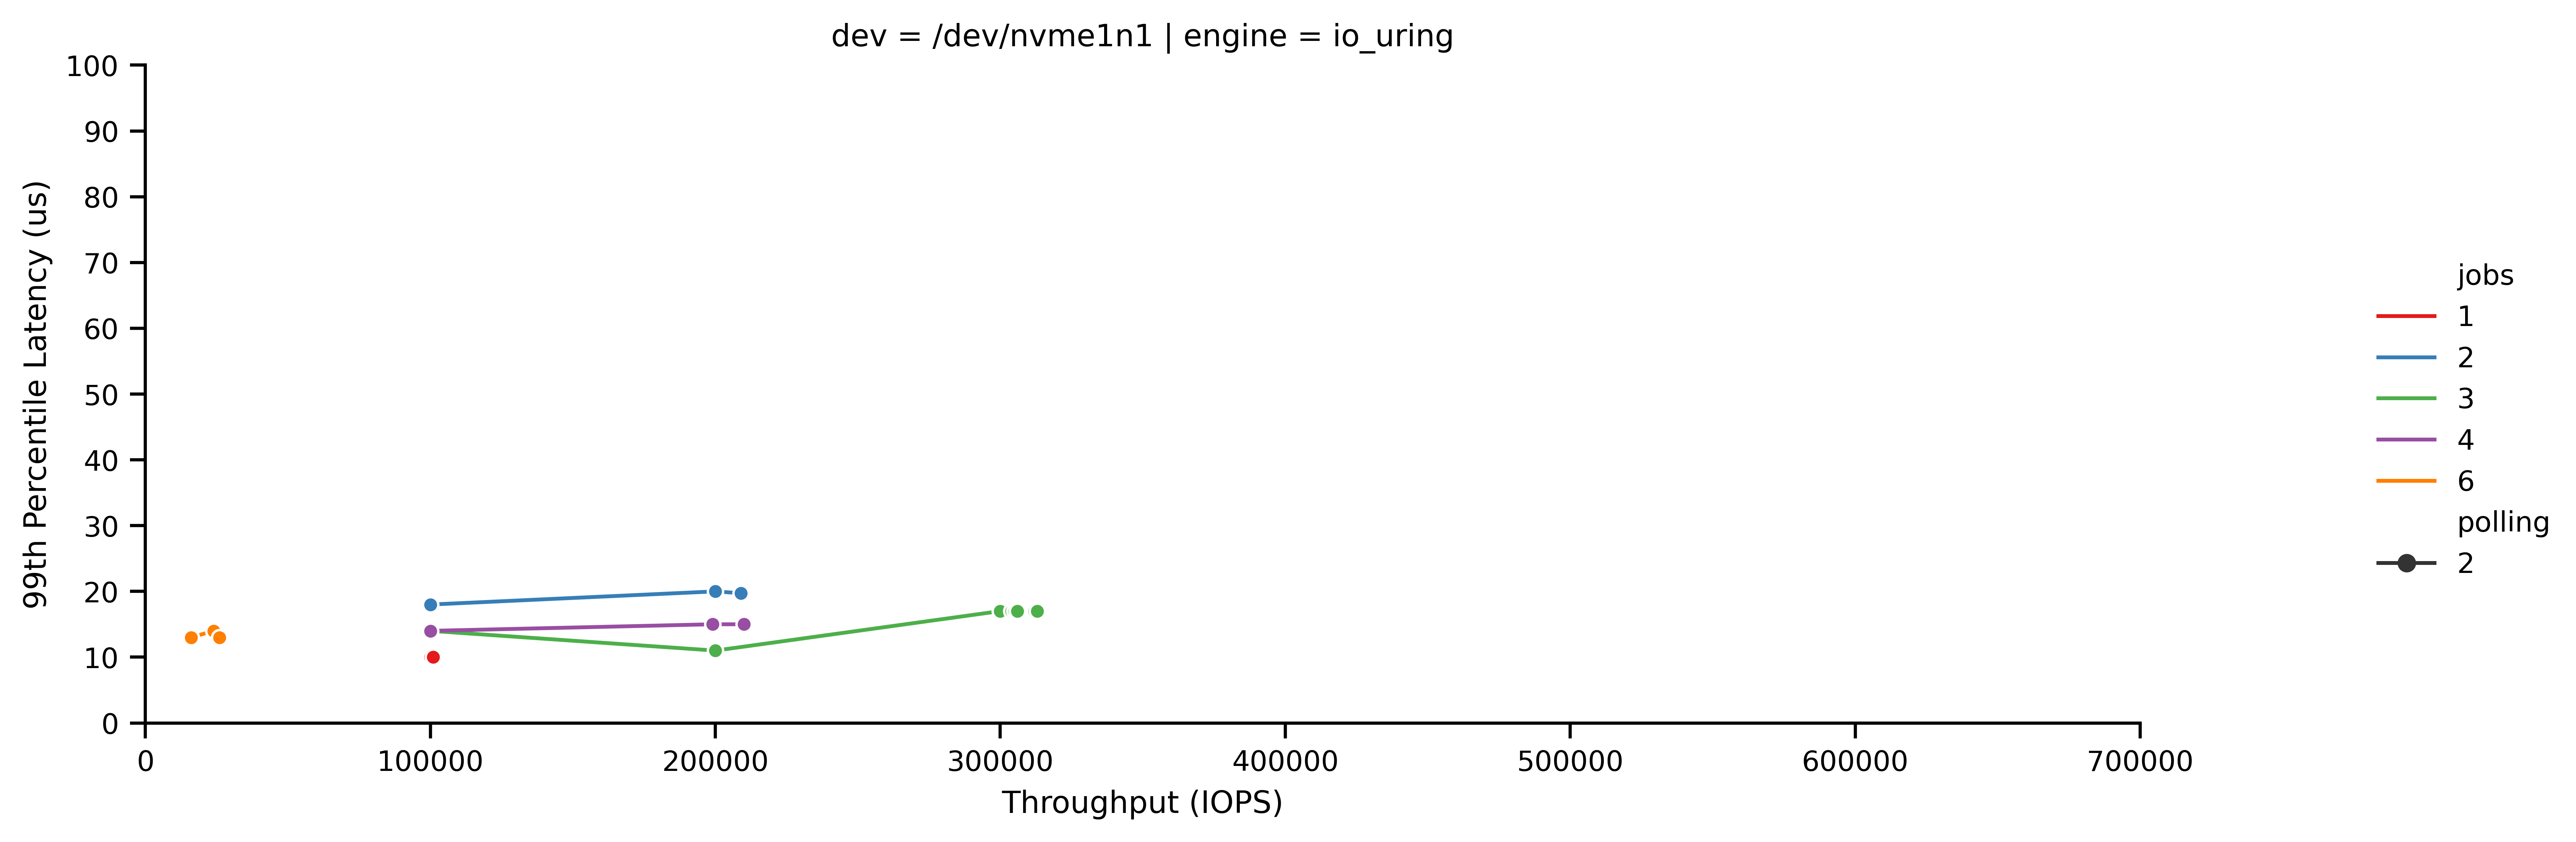 dev = /dev/nvme1n1 | engine = io_uring
99th Percentile Latency (us)
100
90
80
70
60
50
40
30
20
10
0
0 100000 200000 300000 400000 500000 600000 700000
Throughput (IOPS)
jobs
1
2
3
4
6
polling
2